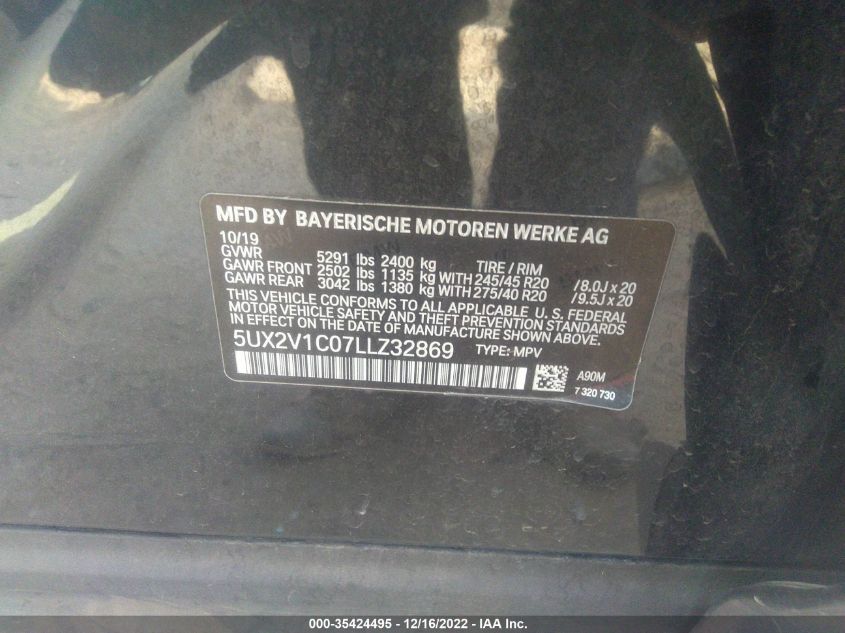 MFD BY BAYERISCHE MOTOREN WERKE AG
10/19
GVWR 5291 lbs 2400 kg TIRE / RIM
GAWR FRONT 2502 lbs 1135 kg WITH 245/45 R20 /8.0J x 20
GAWR REAR 3042 lbs 1380 kg WITH 275/40 R20 /9.5J x 20
THIS VEHICLE CONFORMS TO ALL APPLICABLE U. S. FEDERAL
MOTOR VEHICLE SAFETY, BUMPER, AND THEFT PREVENTION STANDARDS
IN EFFECT ON THE DATE OF MANUFACTURE SHOWN ABOVE.
5UX2V1C07LLZ32869 TYPE: MPV
A90M
7 320 730
000-35424495 - 12/16/2022 - IAA Inc.